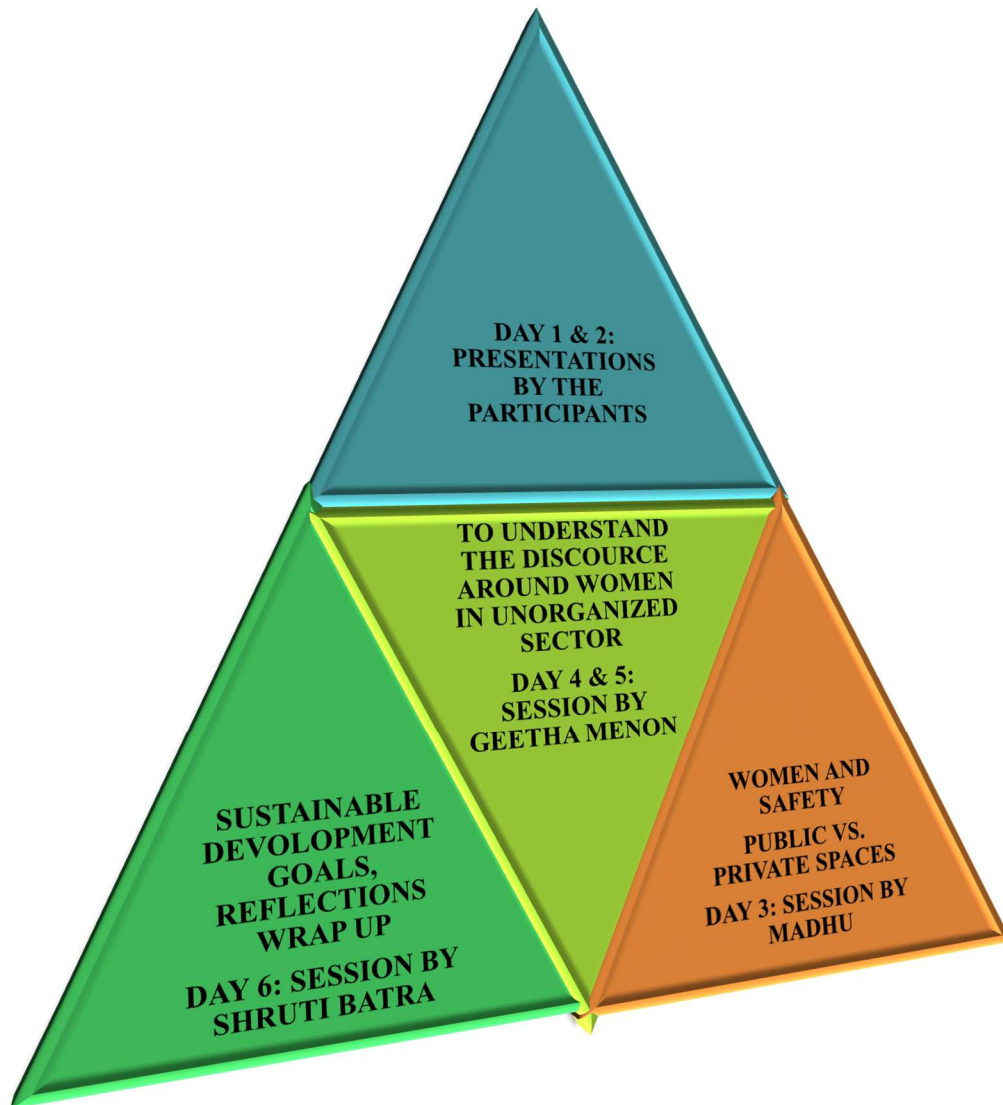 DAY 1 & 2:
PRESENTATIONS
BY THE
PARTICIPANTS
TO UNDERSTAND
THE DISCOURCE
AROUND WOMEN
IN UNORGANIZED
SECTOR
DAY 4 & 5:
SESSION BY
GEETHA MENON
SUSTAINABLE
DEVOLOPMENT
GOALS,
REFLECTIONS
WRAP UP
DAY 6: SESSION BY
SHRUTI BATRA
WOMEN AND
SAFETY
PUBLIC VS.
PRIVATE SPACES
DAY 3: SESSION BY
MADHU